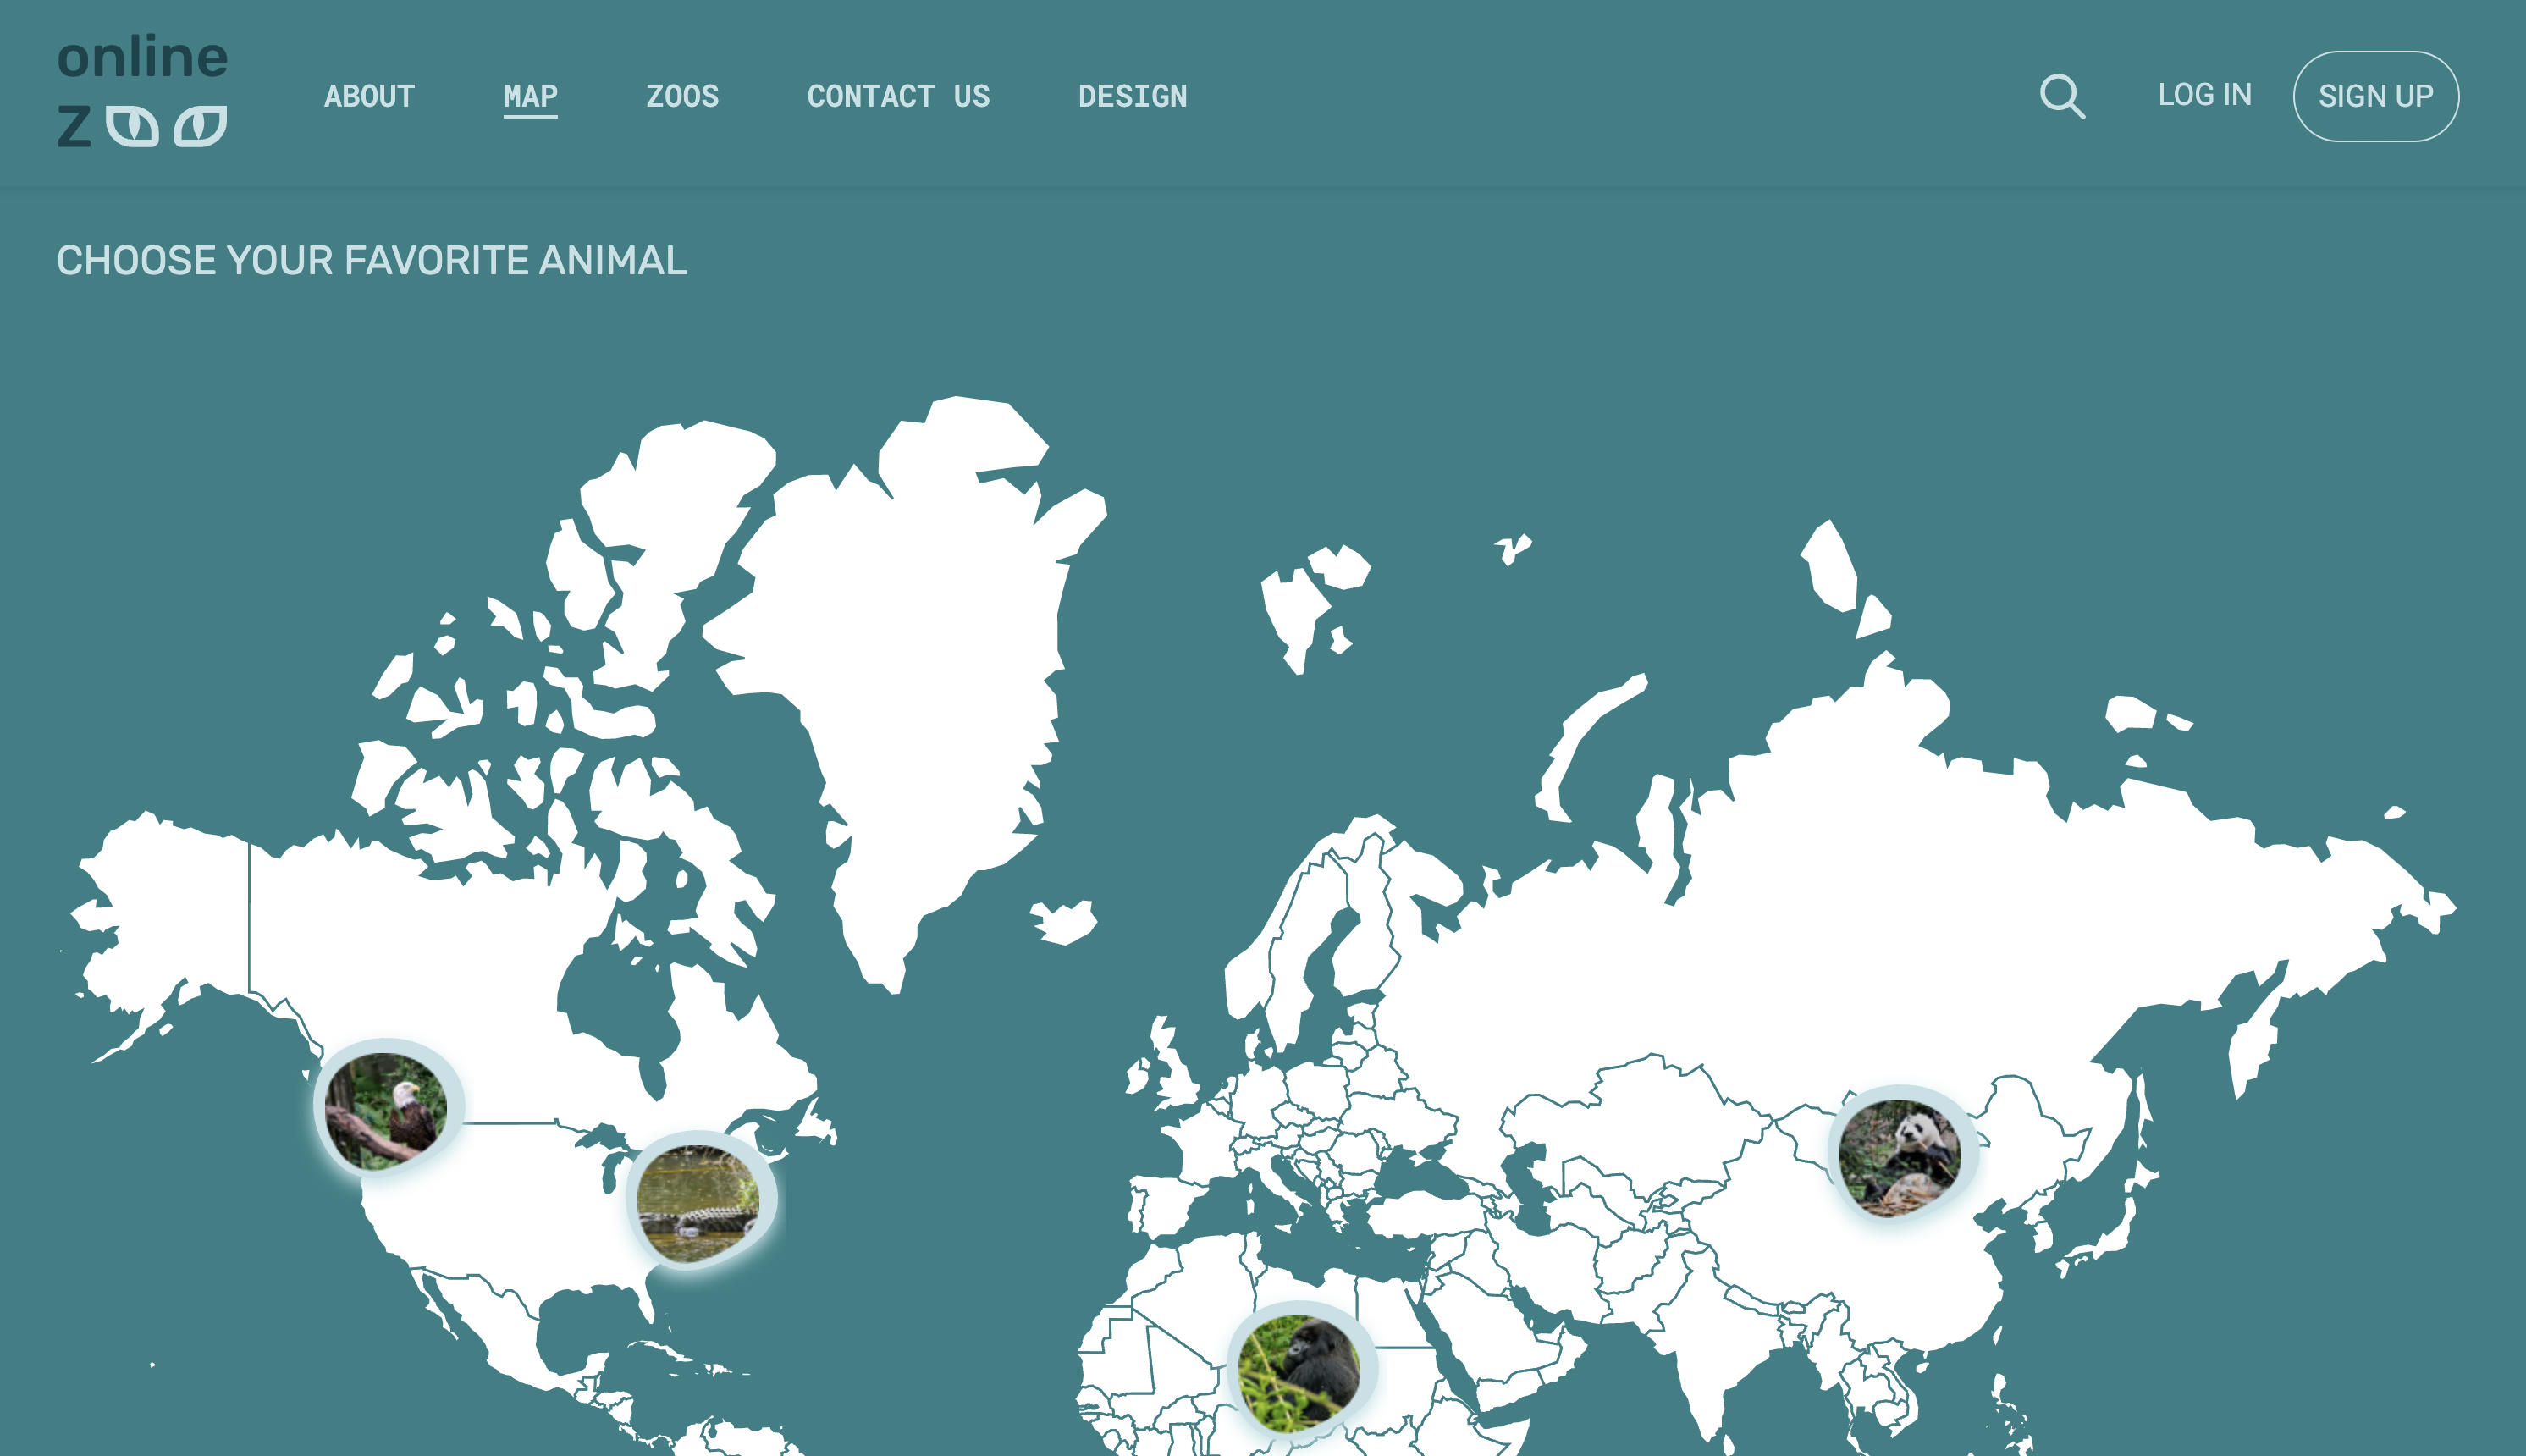 online
ZOO
ABOUT
MAP
ZOOS
CONTACT US
DESIGN
LOG IN
SIGN UP
CHOOSE YOUR FAVORITE ANIMAL